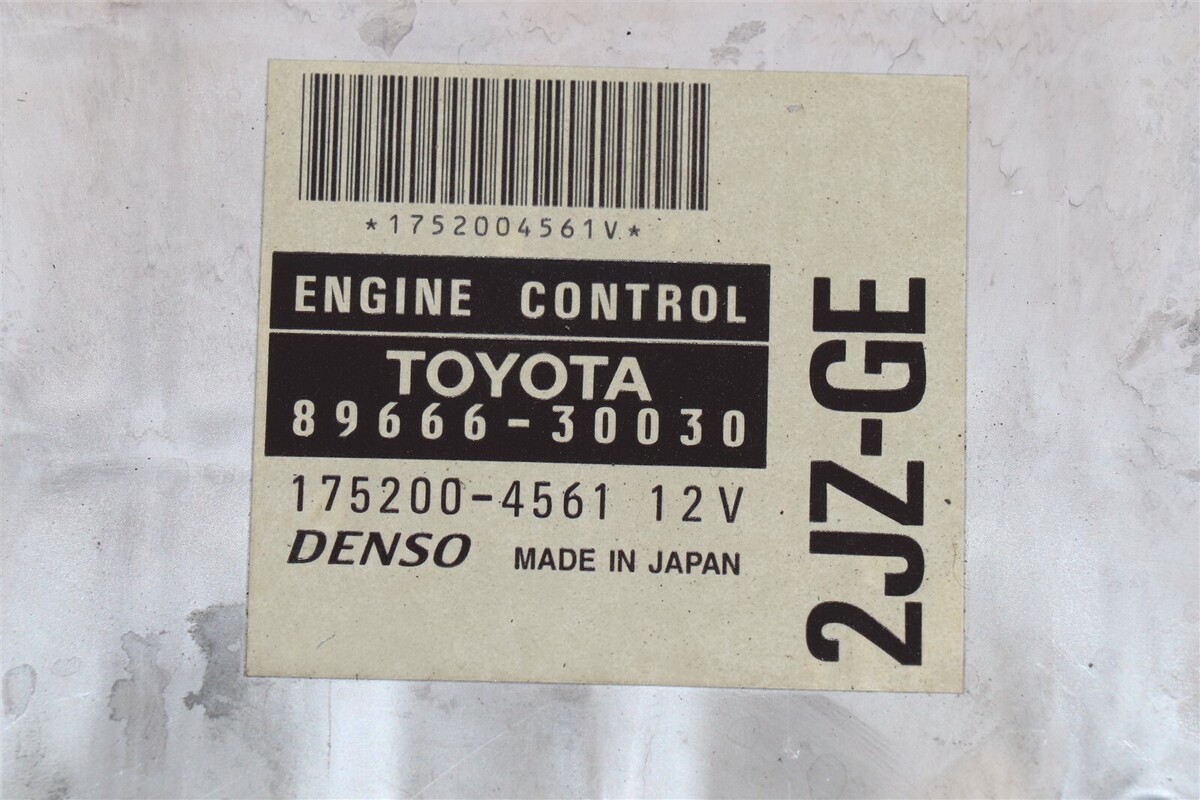 *1752004561V*
ENGINE CONTROL
TOYOTA
89666-30030
175200-4561 12V
DENSO MADE IN JAPAN
2JZ-GE